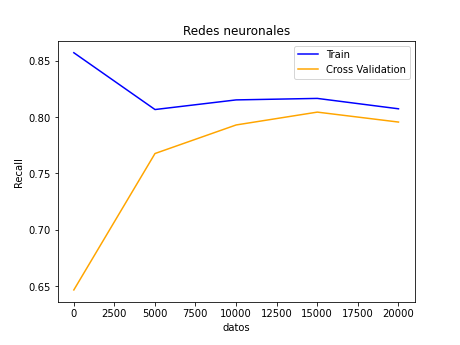 Redes neuronales
Train
Cross Validation
0.85
0.80
0.75
0.70
0.65
Recall
0 2500 5000 7500 10000 12500 15000 17500 20000
datos